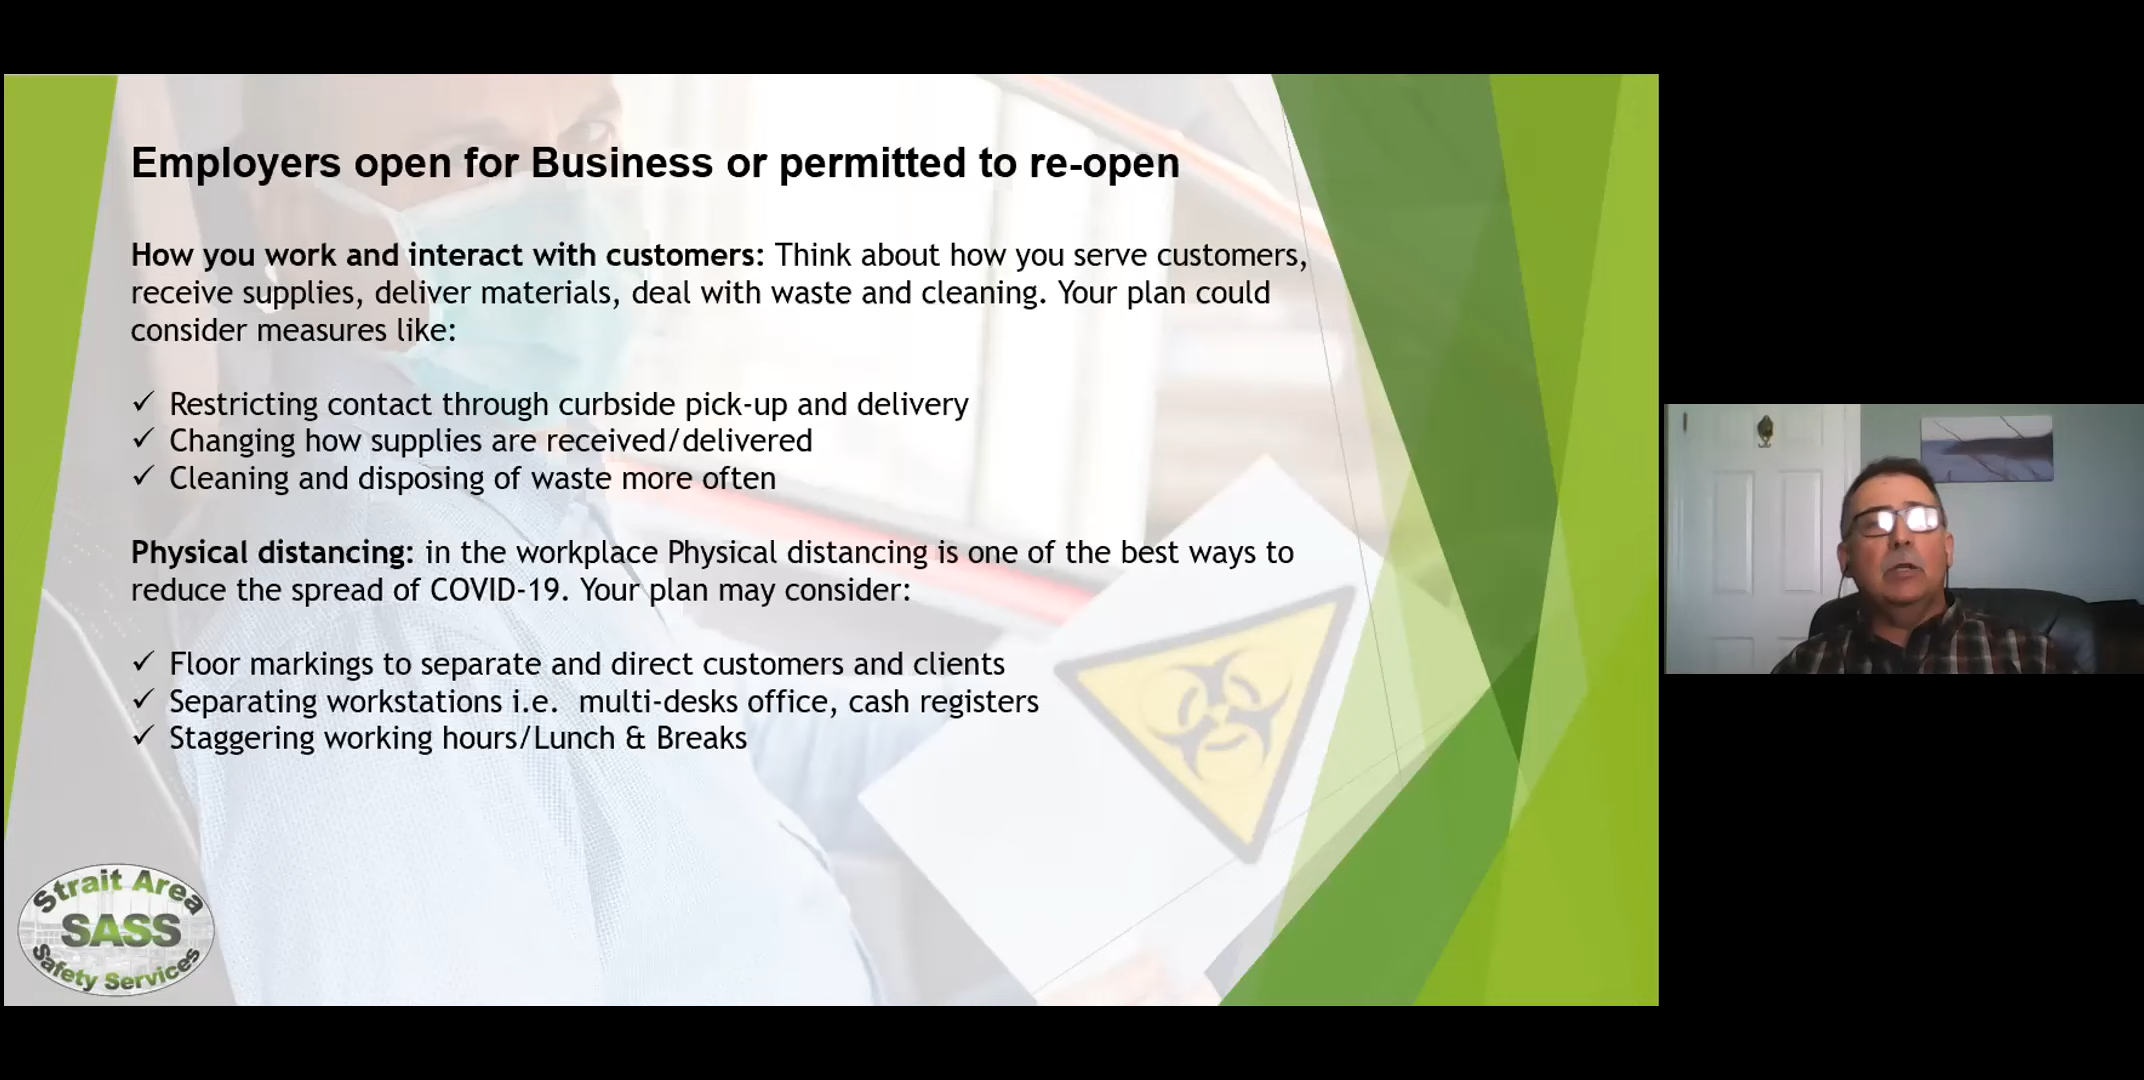 Employers open for Business or permitted to re-open
How you work and interact with customers: Think about how you serve customers,
receive supplies, deliver materials, deal with waste and cleaning. Your plan could
consider measures like:
✓ Restricting contact through curbside pick-up and delivery
✓ Changing how supplies are received/delivered
✓ Cleaning and disposing of waste more often
Physical distancing: in the workplace Physical distancing is one of the best ways to
reduce the spread of COVID-19. Your plan may consider:
✓ Floor markings to separate and direct customers and clients
✓ Separating workstations i.e.  multi-desks office, cash registers
✓ Staggering working hours/Lunch & Breaks
Strait Area
SASS
Safety Services